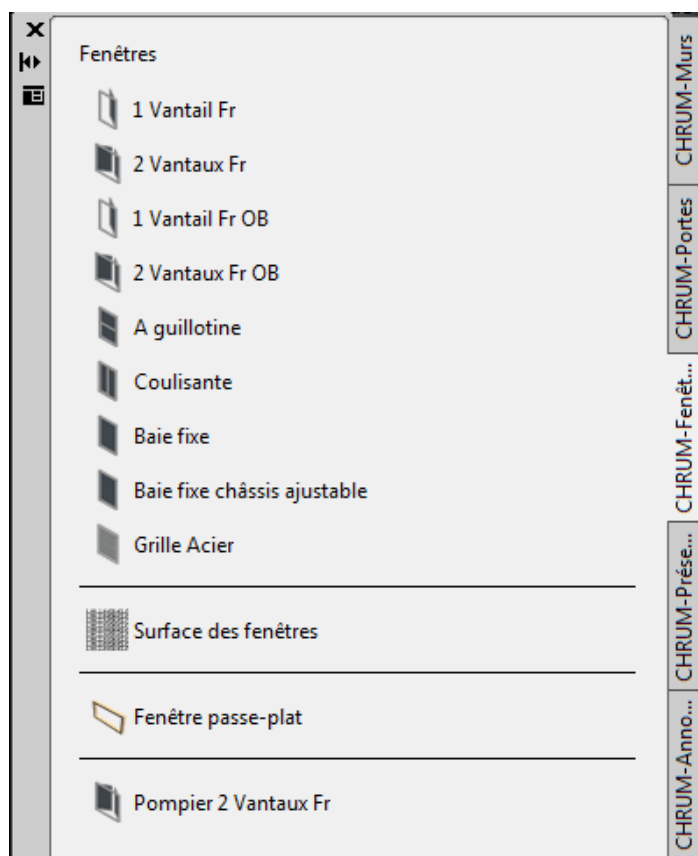 Fenêtres
1 Vantail Fr
2 Vantaux Fr
1 Vantail Fr OB
2 Vantaux Fr OB
A guillotine
Coulisante
Baie fixe
Baie fixe châssis ajustable
Grille Acier
Surface des fenêtres
Fenêtre passe-plat
Pompier 2 Vantaux Fr
CHRUM-Murs
CHRUM-Portes
CHRUM-Fenêt...
CHRUM-Prése...
CHRUM-Anno...